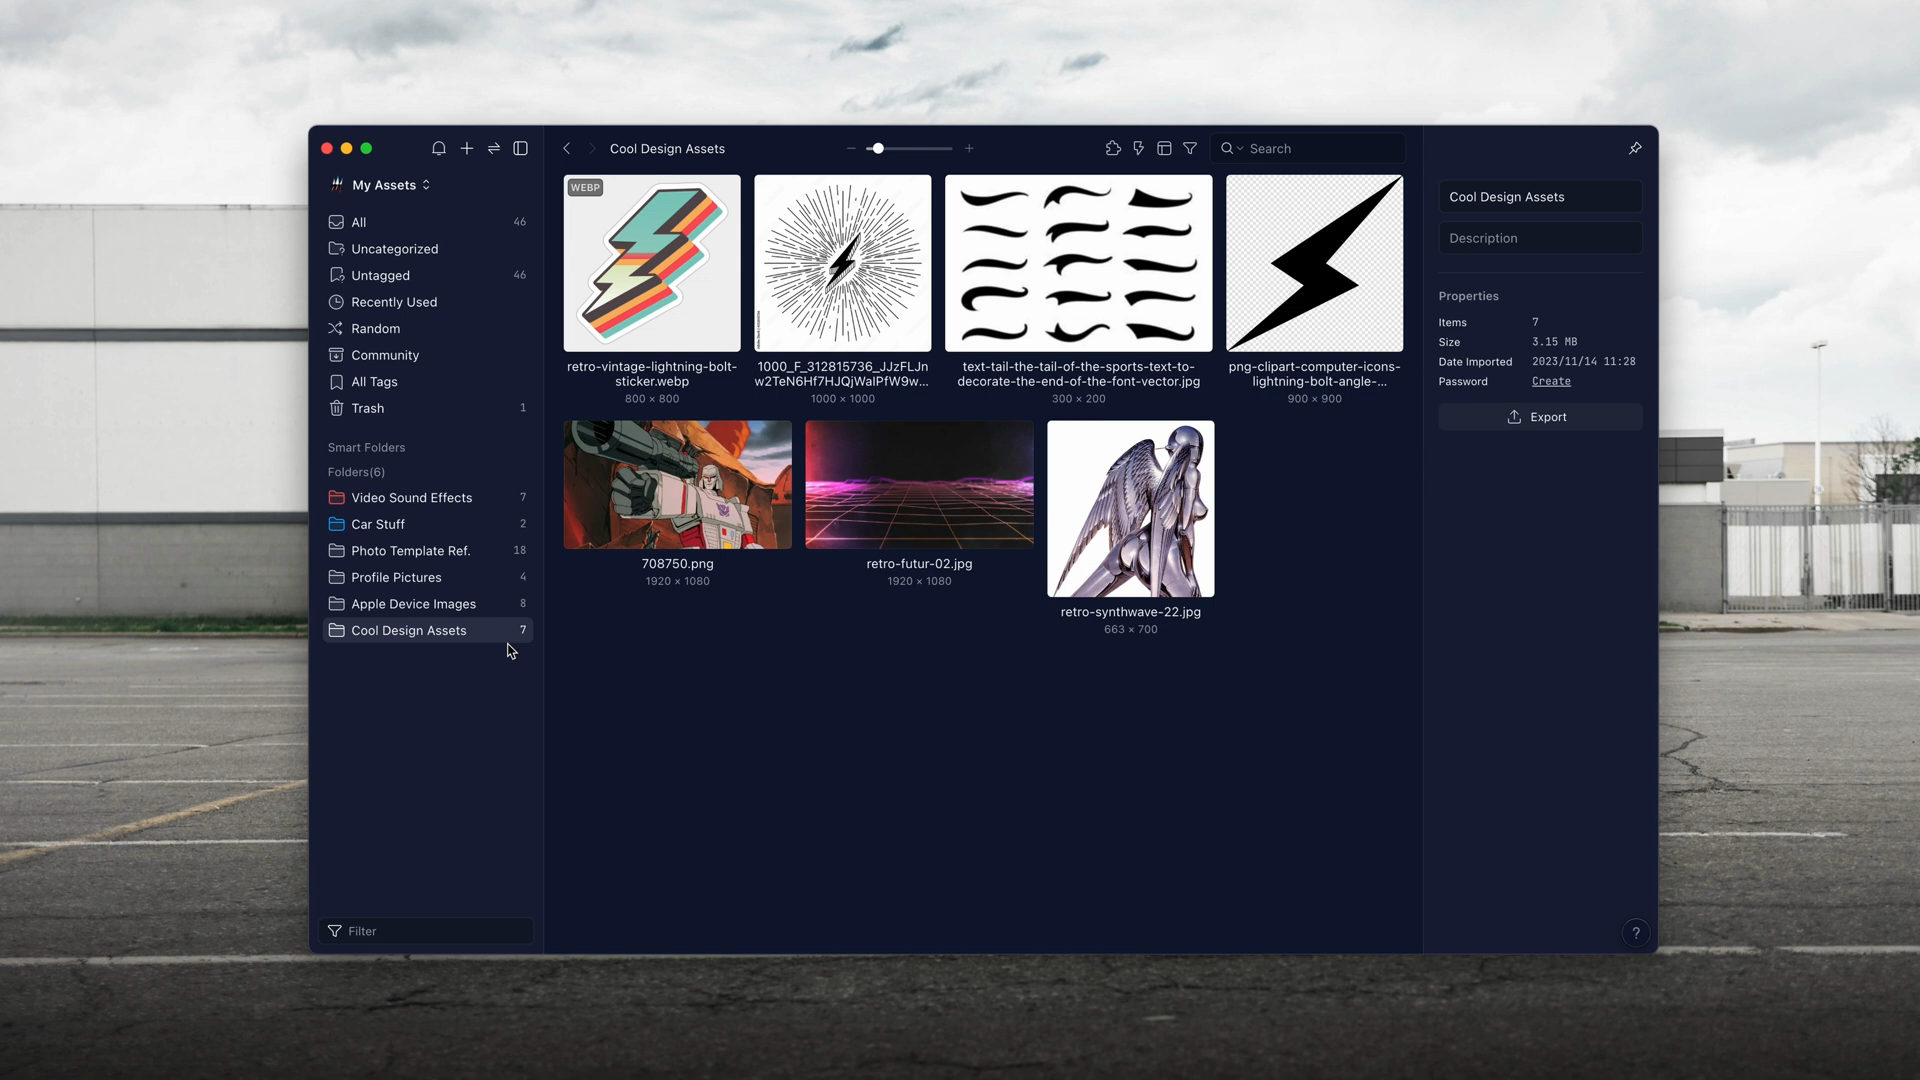 My Assets
All 46
Uncategorized
Untagged 46
Recently Used
Random
Community
All Tags
Trash 1
Smart Folders
Folders(6)
Video Sound Effects 7
Car Stuff 2
Photo Template Ref. 18
Profile Pictures 4
Apple Device Images 8
Cool Design Assets 7
Filter
Cool Design Assets
Search
WEBP
retro-vintage-lightning-bolt-
sticker.webp
800 × 800
1000_F_312815736_JJzFLJn
w2TeN6Hf7HJQjWaIPfW9w...
1000 × 1000
text-tail-the-tail-of-the-sports-text-to-
decorate-the-end-of-the-font-vector.jpg
300 × 200
png-clipart-computer-icons-
lightning-bolt-angle-...
900 × 900
708750.png
1920 × 1080
retro-futur-02.jpg
1920 × 1080
retro-synthwave-22.jpg
663 × 700
Cool Design Assets
Description
Properties
Items 7
Size 3.15 MB
Date Imported 2023/11/14 11:28
Password Create
Export
?